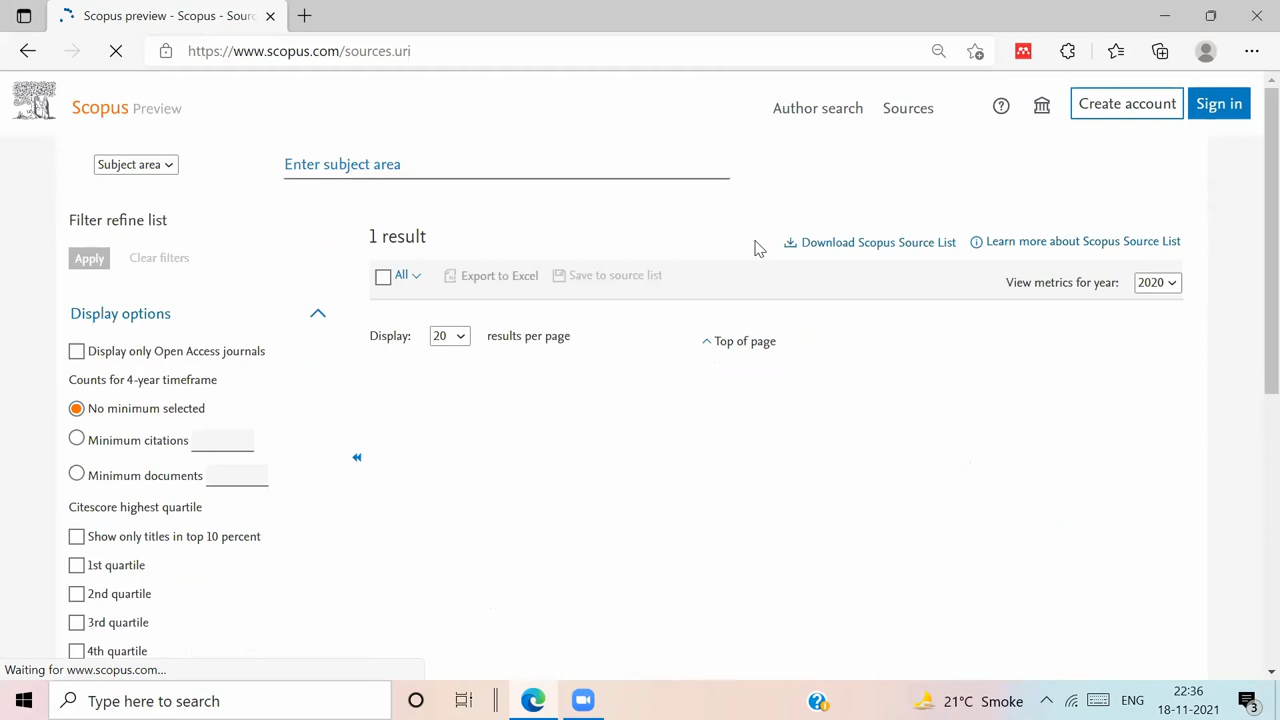 Scopus preview - Scopus - Sourc
https://www.scopus.com/sources.uri
Scopus Preview
Author search
Sources
Create account
Sign in
Subject area
Enter subject area
Filter refine list
1 result
Download Scopus Source List
Learn more about Scopus Source List
Apply
Clear filters
All
Export to Excel
Save to source list
View metrics for year:
2020
Display options
Display:
20
results per page
Top of page
Display only Open Access journals
Counts for 4-year timeframe
No minimum selected
Minimum citations
Minimum documents
Citescore highest quartile
Show only titles in top 10 percent
1st quartile
2nd quartile
3rd quartile
4th quartile
Waiting for www.scopus.com...
Type here to search
21°C Smoke
ENG
22:36
18-11-2021
3